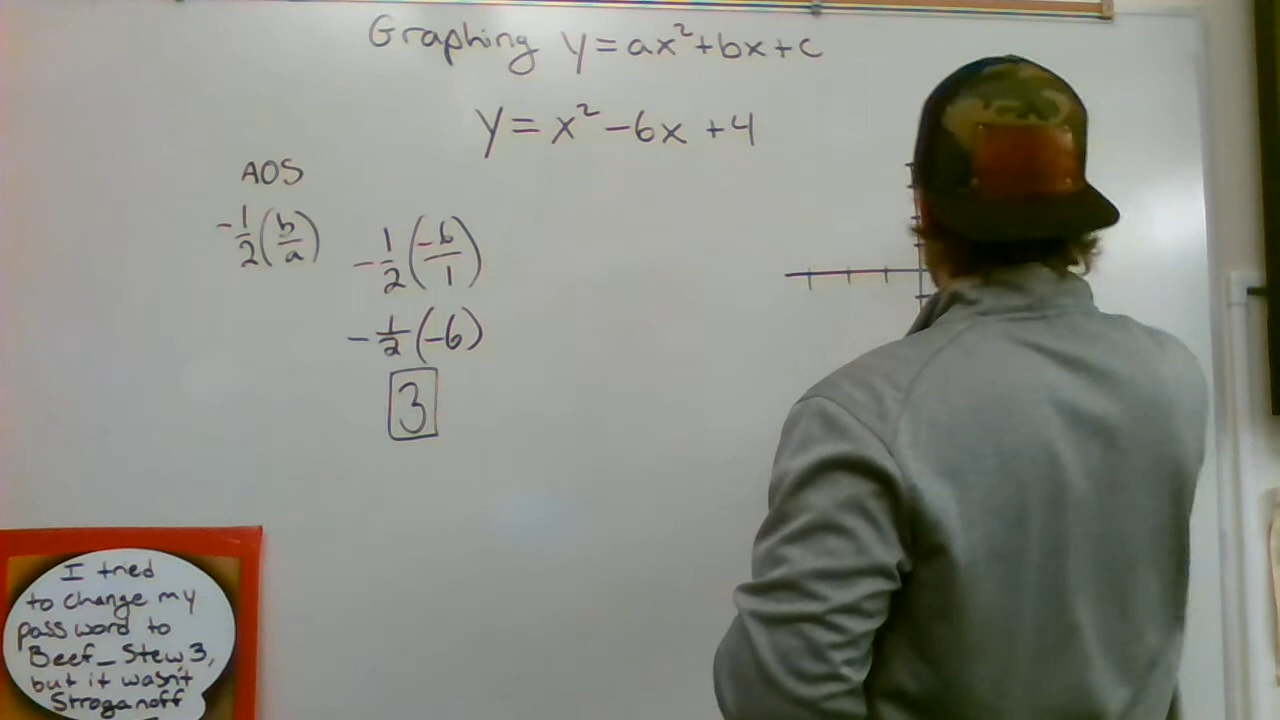 Graphing y=ax²+bx+c
y=x²-6x+4
AOS
-1/2(b/a)
-1/2(-6/1)
-1/2(-6)
3
I tried
to change my
password to
Beef_Stew3,
but it wasn't
Stroganoff